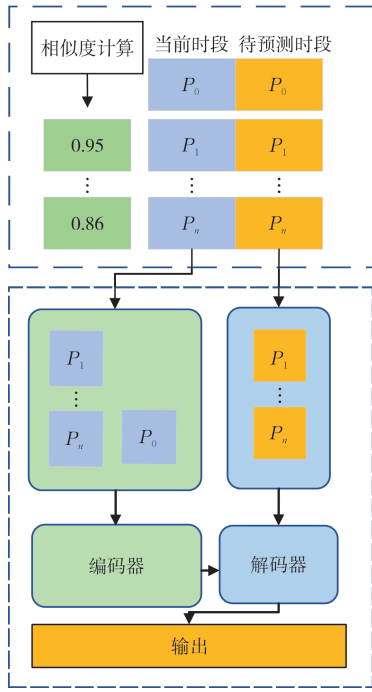 相似度计算 当前时段 待预测时段
P₀ P₀
0.95 P₁ P₁
⋮ ⋮ ⋮
0.86 Pₙ Pₙ
P₁ P₁
⋮ ⋮
Pₙ P₀ Pₙ
编码器 解码器
输出